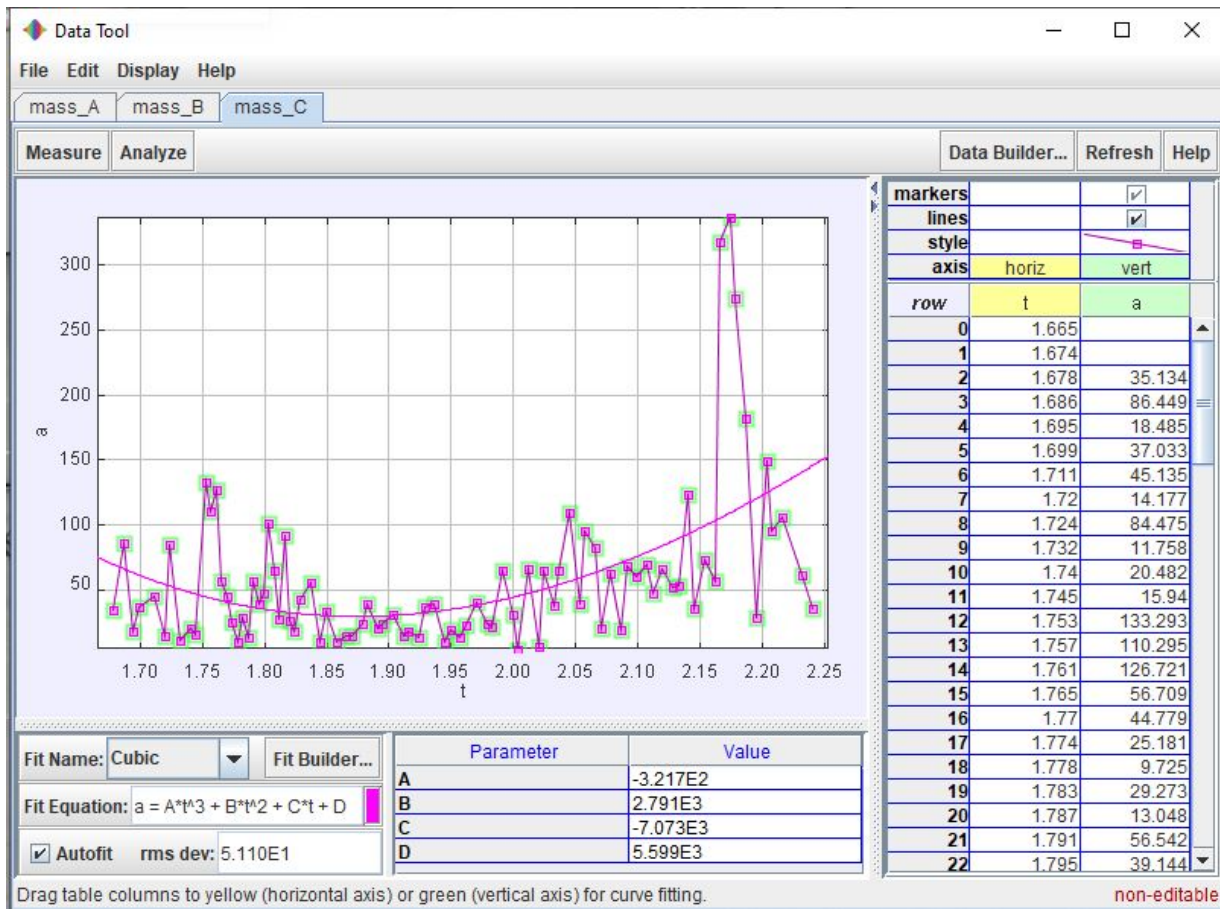 Data Tool
File Edit Display Help
mass_A mass_B mass_C
Measure Analyze Data Builder... Refresh Help
300
250
200
150
100
50
a
1.70 1.75 1.80 1.85 1.90 1.95 2.00 2.05 2.10 2.15 2.20 2.25
t
markers
lines
style
axis horiz vert
row t a
0 1.665
1 1.674
2 1.678 35.134
3 1.686 86.449
4 1.695 18.485
5 1.699 37.033
6 1.711 45.135
7 1.72 14.177
8 1.724 84.475
9 1.732 11.758
10 1.74 20.482
11 1.745 15.94
12 1.753 133.293
13 1.757 110.295
14 1.761 126.721
15 1.765 56.709
16 1.77 44.779
17 1.774 25.181
18 1.778 9.725
19 1.783 29.273
20 1.787 13.048
21 1.791 56.542
22 1.795 39.144
Fit Name: Cubic Fit Builder...
Fit Equation: a = A*t^3 + B*t^2 + C*t + D
Autofit rms dev: 5.110E1
Parameter Value
A -3.217E2
B 2.791E3
C -7.073E3
D 5.599E3
Drag table columns to yellow (horizontal axis) or green (vertical axis) for curve fitting. non-editable